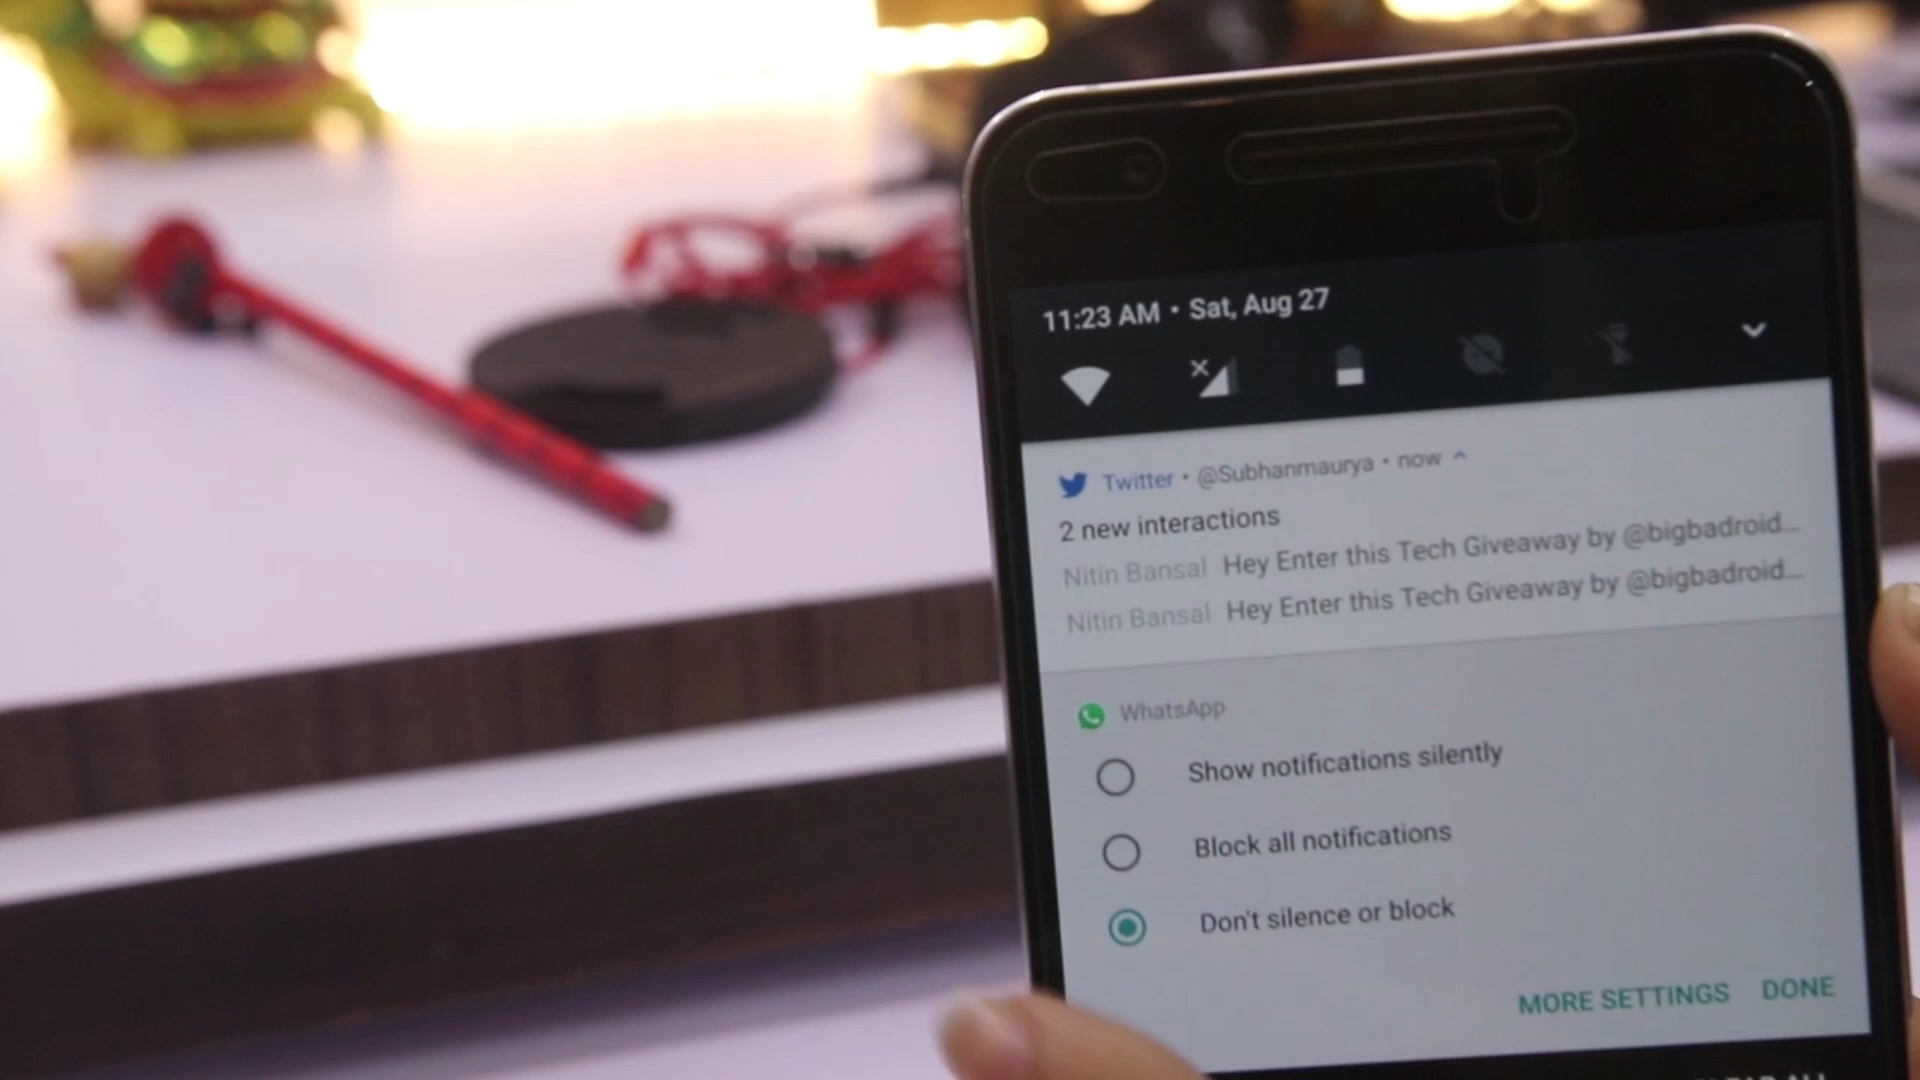 11:23 AM • Sat, Aug 27
Twitter • @Subhanmaurya • now
2 new interactions
Nitin Bansal Hey Enter this Tech Giveaway by @bigbadroid...
Nitin Bansal Hey Enter this Tech Giveaway by @bigbadroid...
WhatsApp
Show notifications silently
Block all notifications
Don't silence or block
MORE SETTINGS DONE